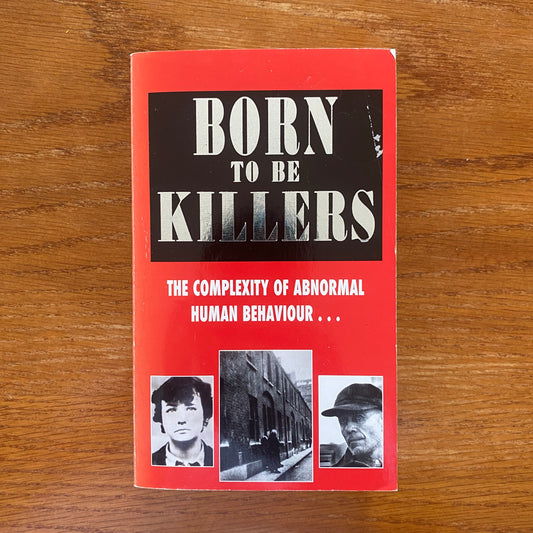 BORN
TO BE
KILLERS
THE COMPLEXITY OF ABNORMAL
HUMAN BEHAVIOUR . . .